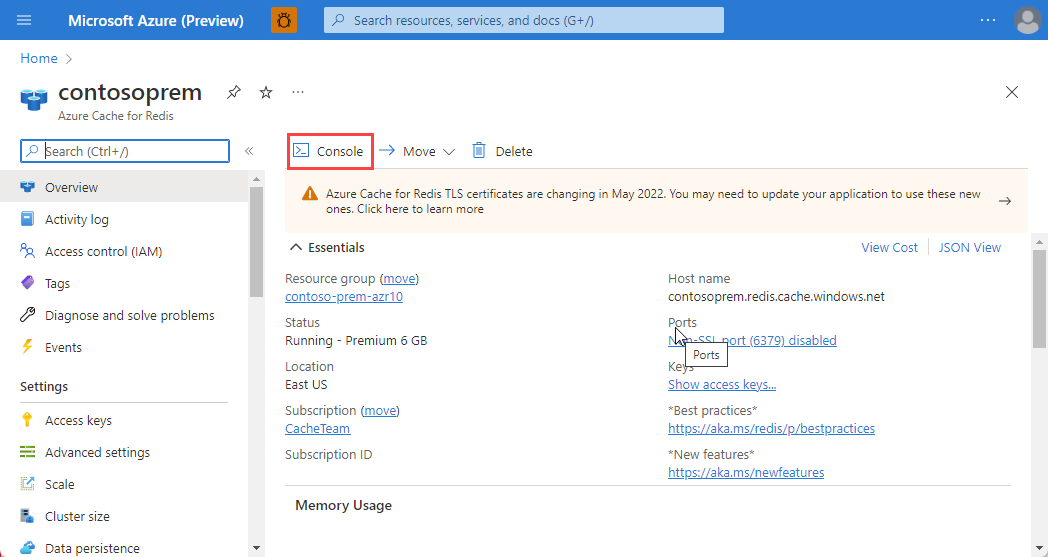 Microsoft Azure (Preview)
Search resources, services, and docs (G+/)
Home
contosoprem
Azure Cache for Redis
Search (Ctrl+/)
Overview
Activity log
Access control (IAM)
Tags
Diagnose and solve problems
Events
Settings
Access keys
Advanced settings
Scale
Cluster size
Data persistence
Console
Move
Delete
Azure Cache for Redis TLS certificates are changing in May 2022. You may need to update your application to use these new
ones. Click here to learn more
Essentials
View Cost
JSON View
Resource group (move)
contoso-prem-azr10
Status
Running - Premium 6 GB
Location
East US
Subscription (move)
CacheTeam
Subscription ID
Host name
contosoprem.redis.cache.windows.net
Ports
Non-SSL port (6379) disabled
Ports
Keys
Show access keys...
*Best practices*
https://aka.ms/redis/p/bestpractices
*New features*
https://aka.ms/newfeatures
Memory Usage